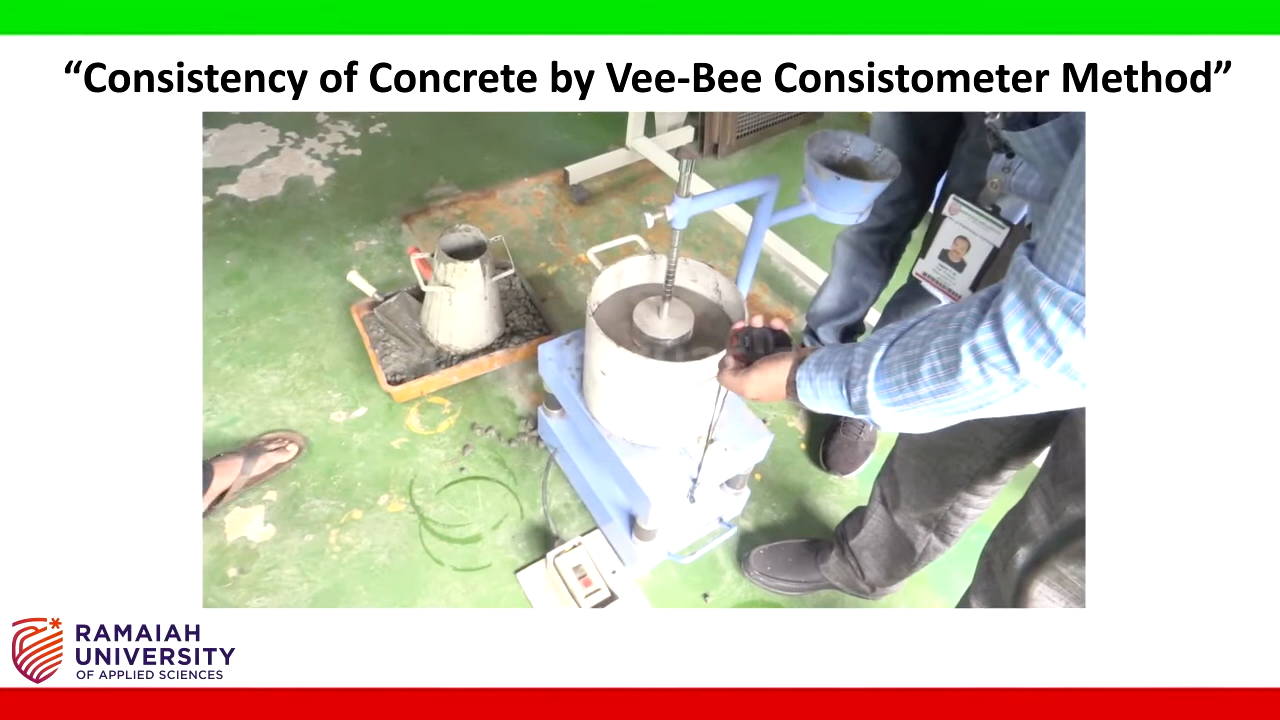 “Consistency of Concrete by Vee-Bee Consistometer Method”
RAMAIAH
UNIVERSITY
OF APPLIED SCIENCES